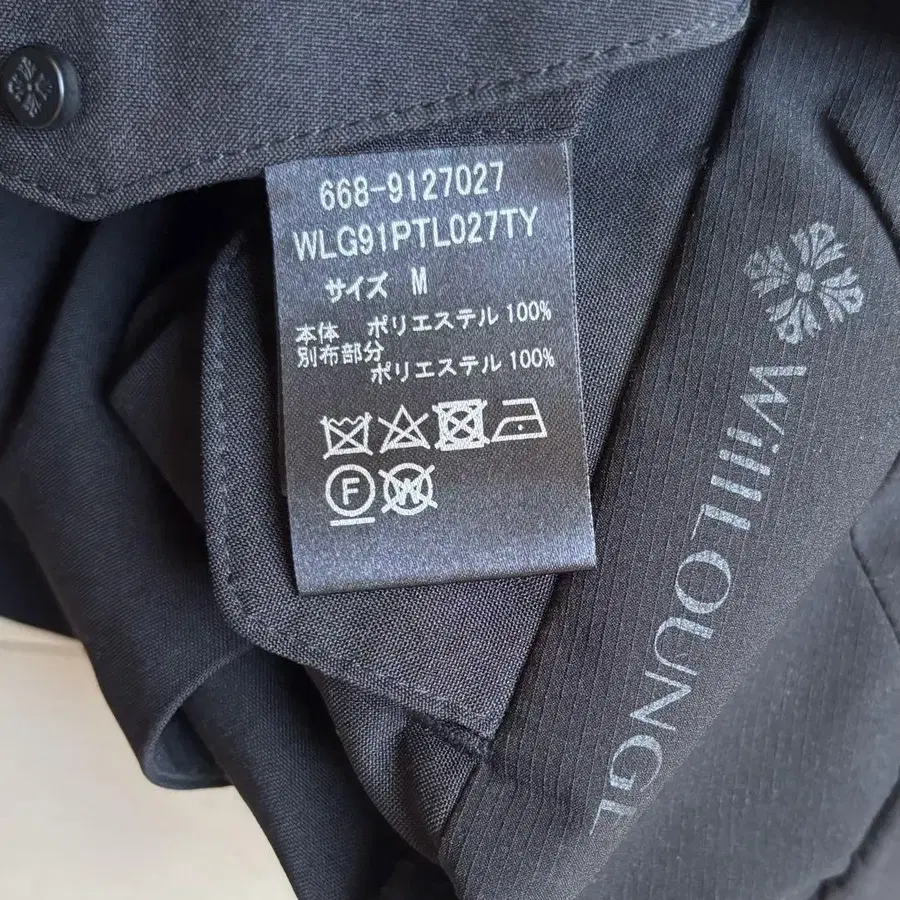 668-9127027
WLG91PTL027TY
サイズ M
本体 ポリエステル 100%
別布部分
ポリエステル 100%
F
W
WiLLOUNGE